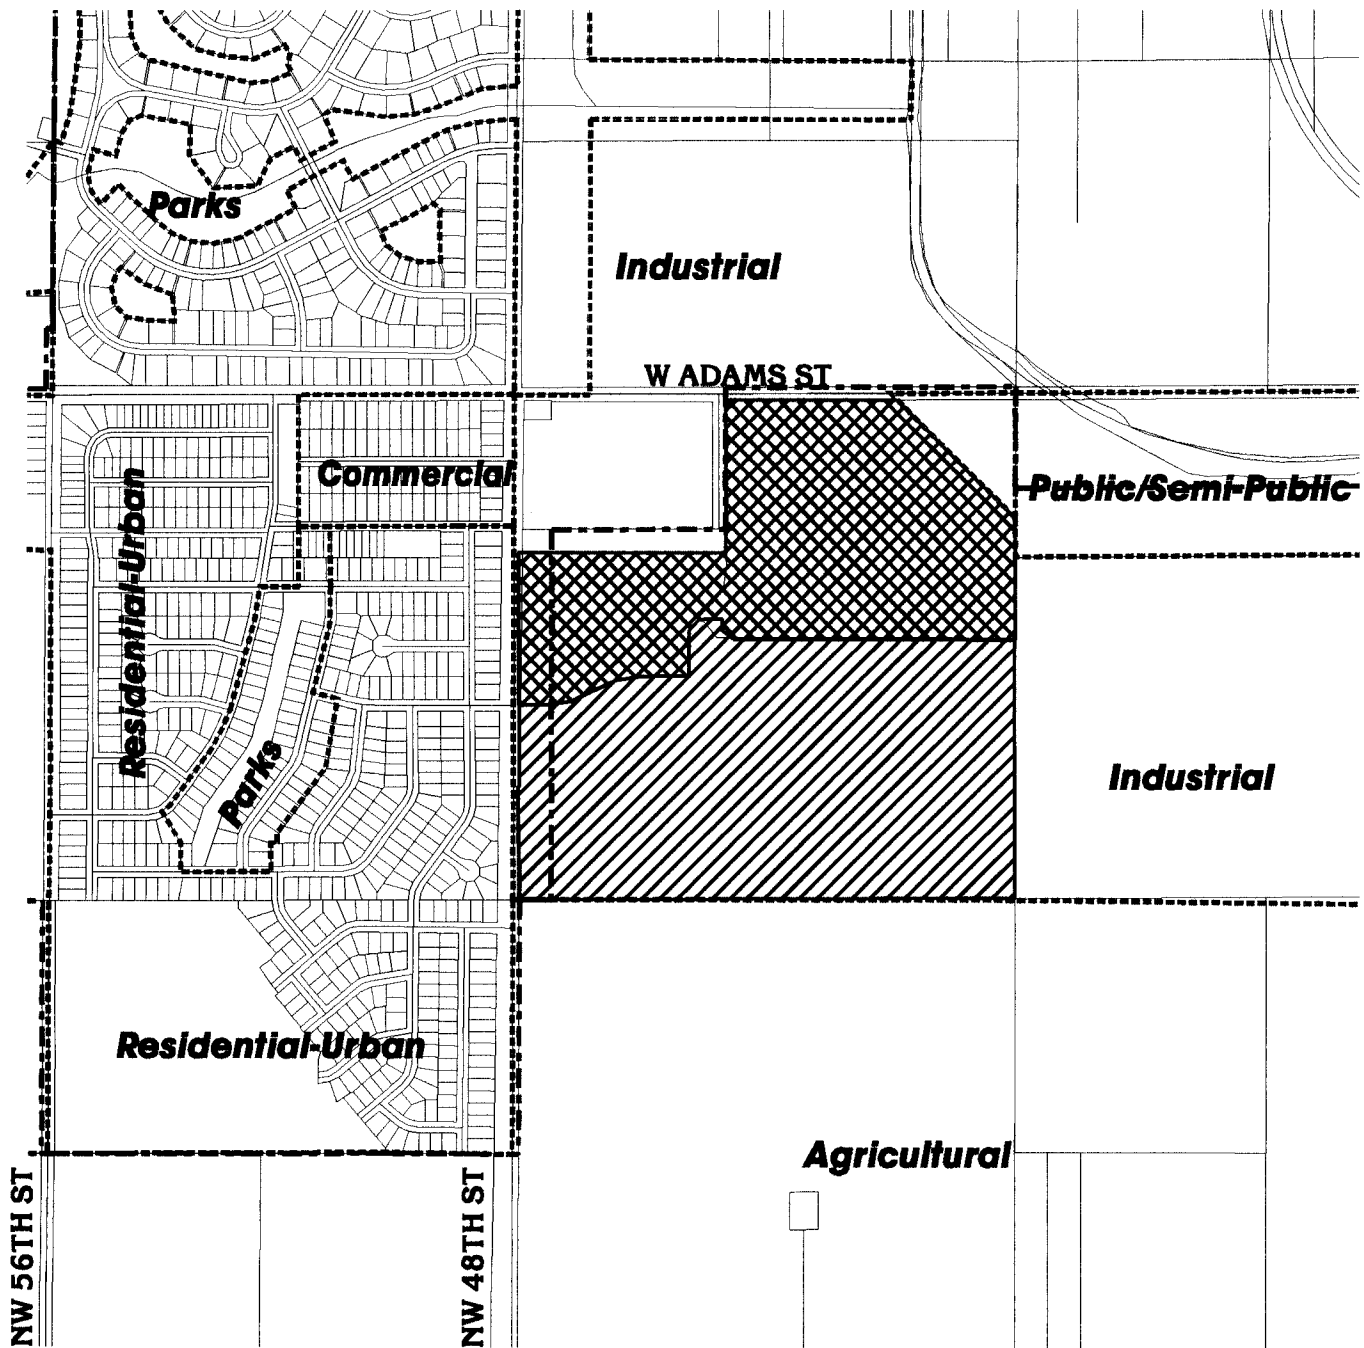 Parks
Industrial
W ADAMS ST
Commercial
Public/Semi-Public
Residential-Urban
Parks
Industrial
Residential-Urban
Agricultural
NW 56TH ST
NW 48TH ST